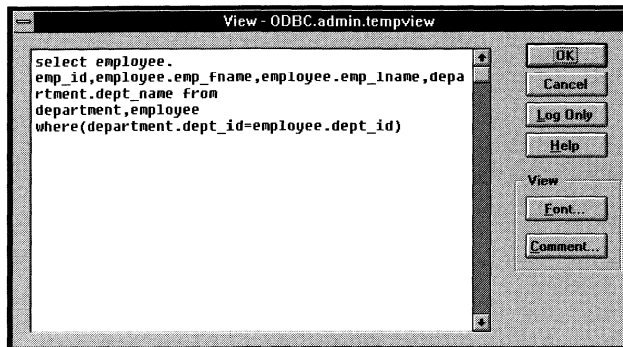 View - ODBC.admin.tempview
select employee.
emp_id,employee.emp_fname,employee.emp_lname,depa
rtment.dept_name from
department,employee
where(department.dept_id=employee.dept_id)
OK
Cancel
Log Only
Help
View
Font...
Comment...